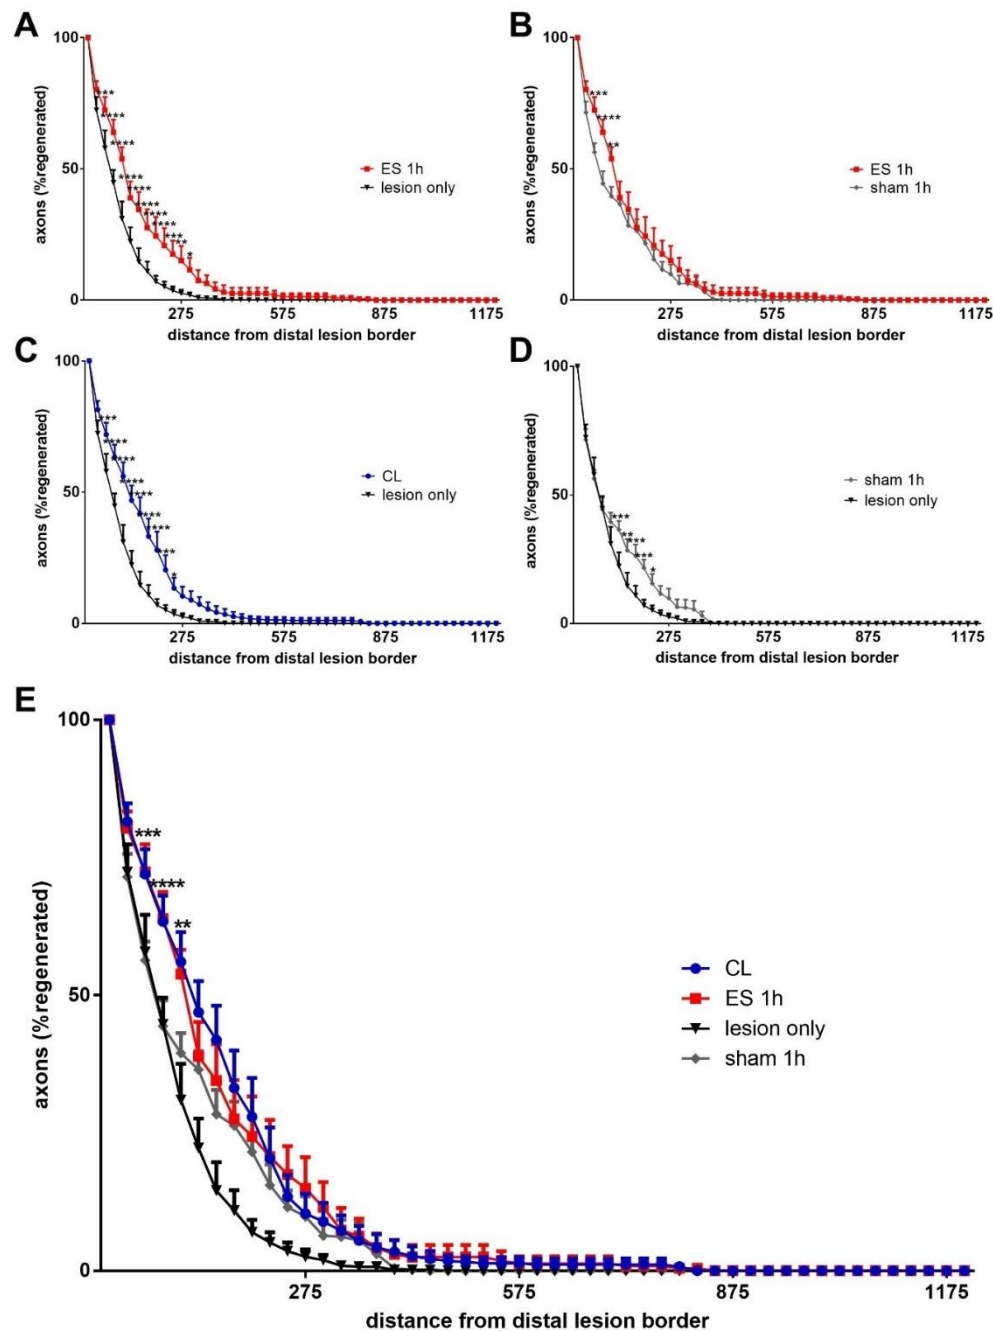 A
100
50
0
axons (%regenerated)
***
****
****
****
****
****
****
****
***
**
*
ES 1h
lesion only
275 575 875 1175
distance from distal lesion border
B
100
50
0
axons (%regenerated)
***
****
**
ES 1h
sham 1h
275 575 875 1175
distance from distal lesion border
C
100
50
0
axons (%regenerated)
***
****
****
****
****
****
****
***
*
CL
lesion only
275 575 875 1175
distance from distal lesion border
D
100
50
0
axons (%regenerated)
***
**
***
***
*
sham 1h
lesion only
275 575 875 1175
distance from distal lesion border
E
100
50
0
axons (%regenerated)
***
****
**
CL
ES 1h
lesion only
sham 1h
275 575 875 1175
distance from distal lesion border